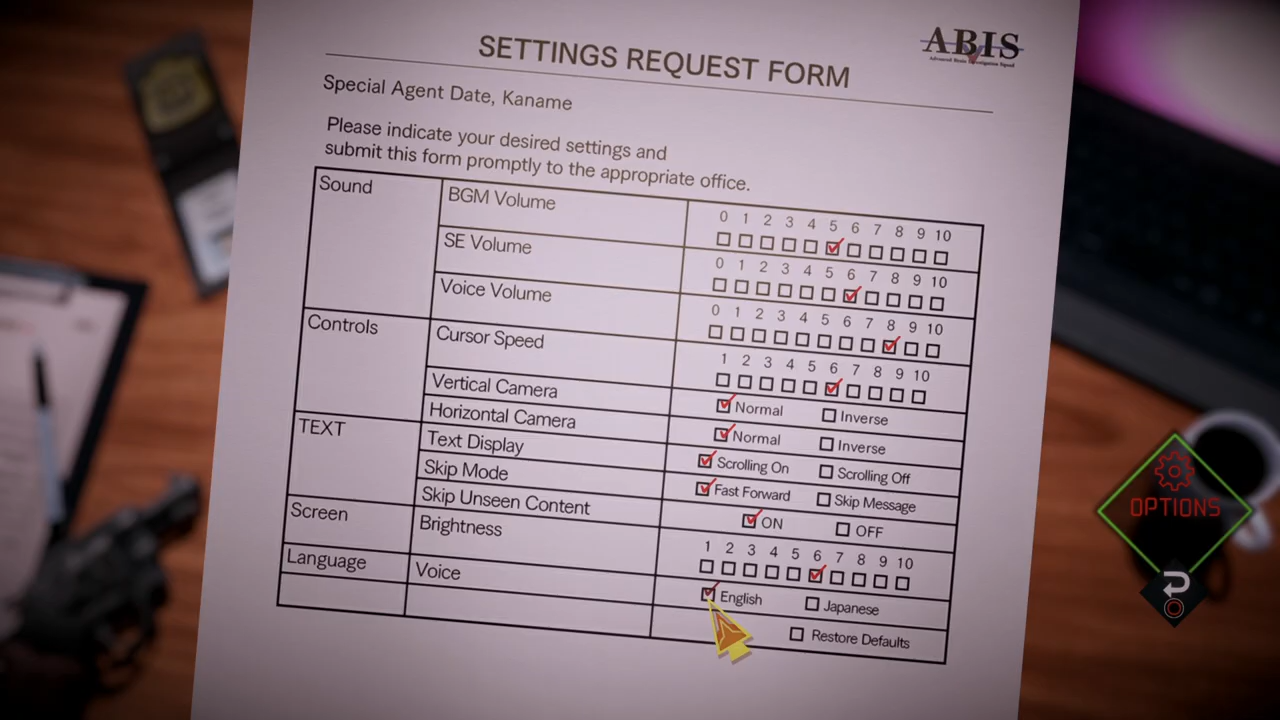 ABIS
Advanced Brain Investigation Squad
SETTINGS REQUEST FORM
Special Agent Date, Kaname
Please indicate your desired settings and
submit this form promptly to the appropriate office.
Sound
BGM Volume
0 1 2 3 4 5 6 7 8 9 10
SE Volume
0 1 2 3 4 5 6 7 8 9 10
Voice Volume
0 1 2 3 4 5 6 7 8 9 10
Controls
Cursor Speed
1 2 3 4 5 6 7 8 9 10
Vertical Camera
Normal Inverse
Horizontal Camera
Normal Inverse
TEXT
Text Display
Scrolling On Scrolling Off
Skip Mode
Fast Forward Skip Message
Skip Unseen Content
ON OFF
Screen
Brightness
1 2 3 4 5 6 7 8 9 10
Language
Voice
English Japanese
Restore Defaults
OPTIONS